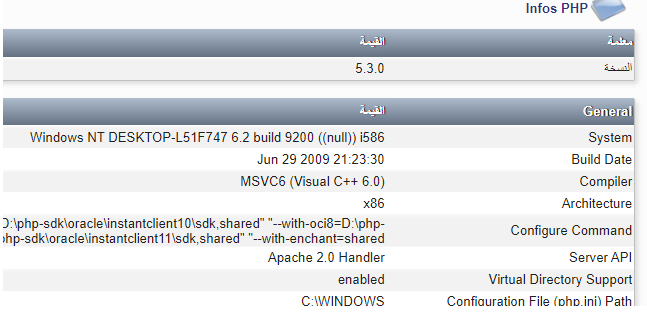 Infos PHP
معلمة القيمة
النسخة 5.3.0
General القيمة
System Windows NT DESKTOP-L51F747 6.2 build 9200 ((null)) i586
Build Date Jun 29 2009 21:23:30
Compiler MSVC6 (Visual C++ 6.0)
Architecture x86
Configure Command D:\php-sdk\oracle\instantclient10\sdk,shared" "--with-oci8=D:\php-
php-sdk\oracle\instantclient11\sdk,shared" "--with-enchant=shared
Server API Apache 2.0 Handler
Virtual Directory Support enabled
Configuration File (php.ini) Path C:\WINDOWS